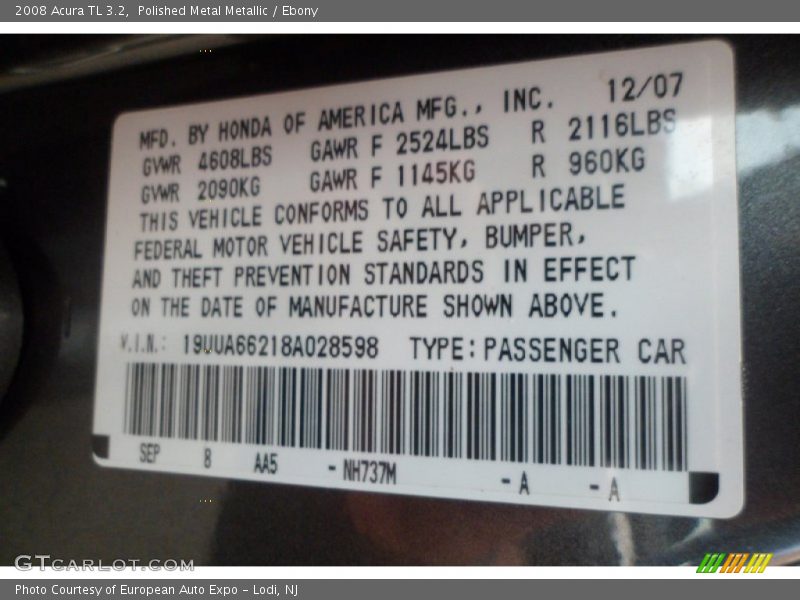 2008 Acura TL 3.2, Polished Metal Metallic / Ebony
MFD. BY HONDA OF AMERICA MFG., INC. 12/07
GVWR 4608LBS GAWR F 2524LBS R 2116LBS
GVWR 2090KG GAWR F 1145KG R 960KG
THIS VEHICLE CONFORMS TO ALL APPLICABLE
FEDERAL MOTOR VEHICLE SAFETY, BUMPER,
AND THEFT PREVENTION STANDARDS IN EFFECT
ON THE DATE OF MANUFACTURE SHOWN ABOVE.
V.I.N.: 19UUA66218A028598 TYPE: PASSENGER CAR
SEP 8 AA5 - NH737M - A - A
GTCARLOT.COM
Photo Courtesy of European Auto Expo - Lodi, NJ